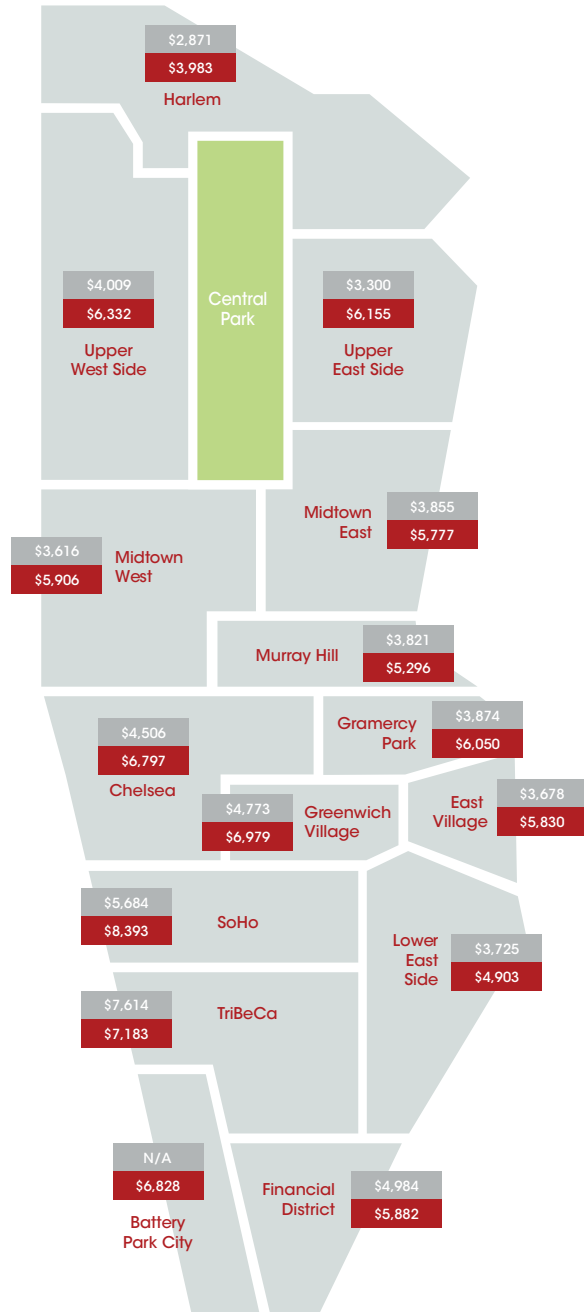 $2,871
$3,983
Harlem
$4,009
$6,332
Upper
West Side
Central
Park
$3,300
$6,155
Upper
East Side
Midtown
East
$3,855
$5,777
$3,616
$5,906
Midtown
West
Murray Hill
$3,821
$5,296
$4,506
$6,797
Chelsea
Gramercy
Park
$3,874
$6,050
$4,773
$6,979
Greenwich
Village
East
Village
$3,678
$5,830
$5,684
$8,393
SoHo
Lower
East
Side
$3,725
$4,903
$7,614
$7,183
TriBeCa
N/A
$6,828
Battery
Park City
Financial
District
$4,984
$5,882